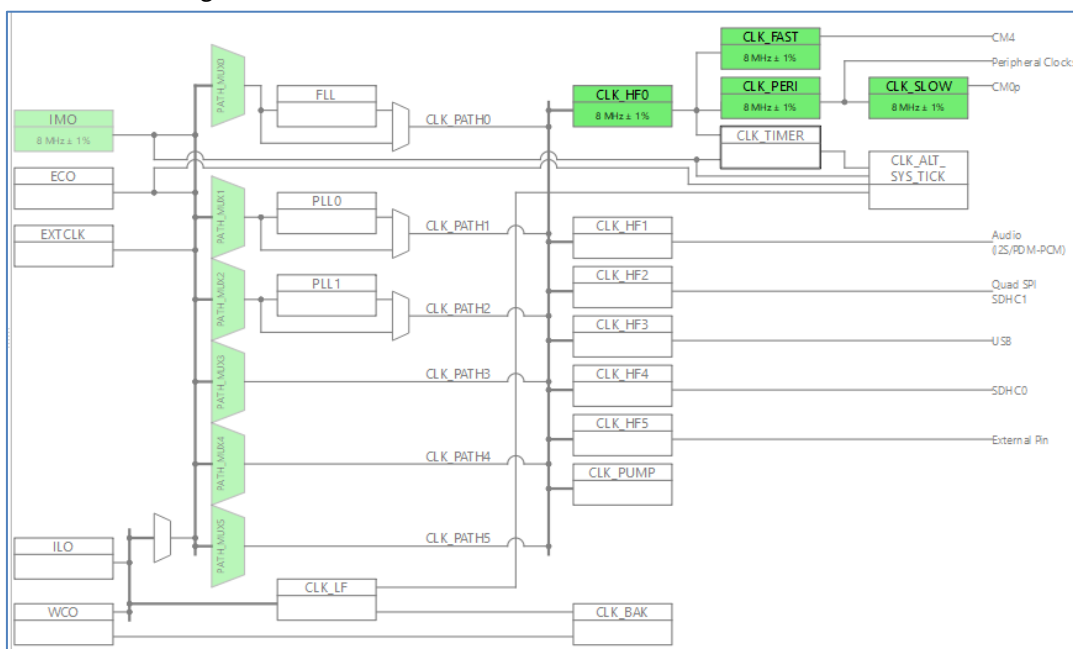 CLK_FAST
8 MHz ± 1%
CM4
Peripheral Clocks
PATH_MUX0
FLL
CLK_PATH0
CLK_HF0
8 MHz ± 1%
CLK_PERI
8 MHz ± 1%
CLK_SLOW
8 MHz ± 1%
CM0p
IMO
8 MHz ± 1%
CLK_TIMER
CLK_ALT_
SYS_TICK
ECO
EXTCLK
PATH_MUX1
PLL0
CLK_PATH1
CLK_HF1
Audio
(I2S/PDM-PCM)
PATH_MUX2
PLL1
CLK_PATH2
CLK_HF2
Quad SPI
SDHC1
CLK_HF3
USB
PATH_MUX3
CLK_PATH3
CLK_HF4
SDHC0
CLK_HF5
External Pin
PATH_MUX4
CLK_PATH4
CLK_PUMP
PATH_MUX5
CLK_PATH5
ILO
CLK_LF
WCO
CLK_BAK